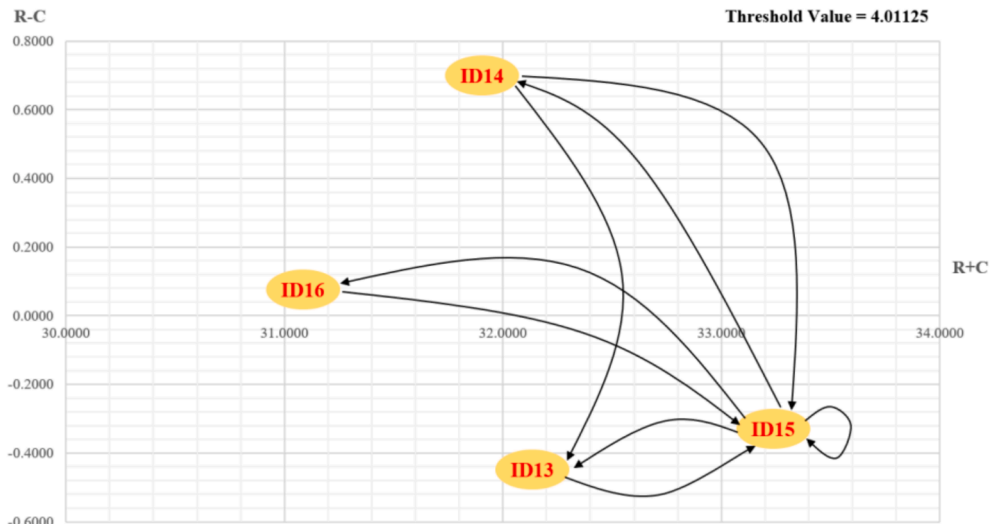 R-C
Threshold Value = 4.01125
0.8000
ID14
0.6000
0.4000
0.2000
R+C
ID16
0.0000
30.0000 31.0000 32.0000 33.0000 34.0000
-0.2000
ID15
-0.4000
ID13
-0.6000